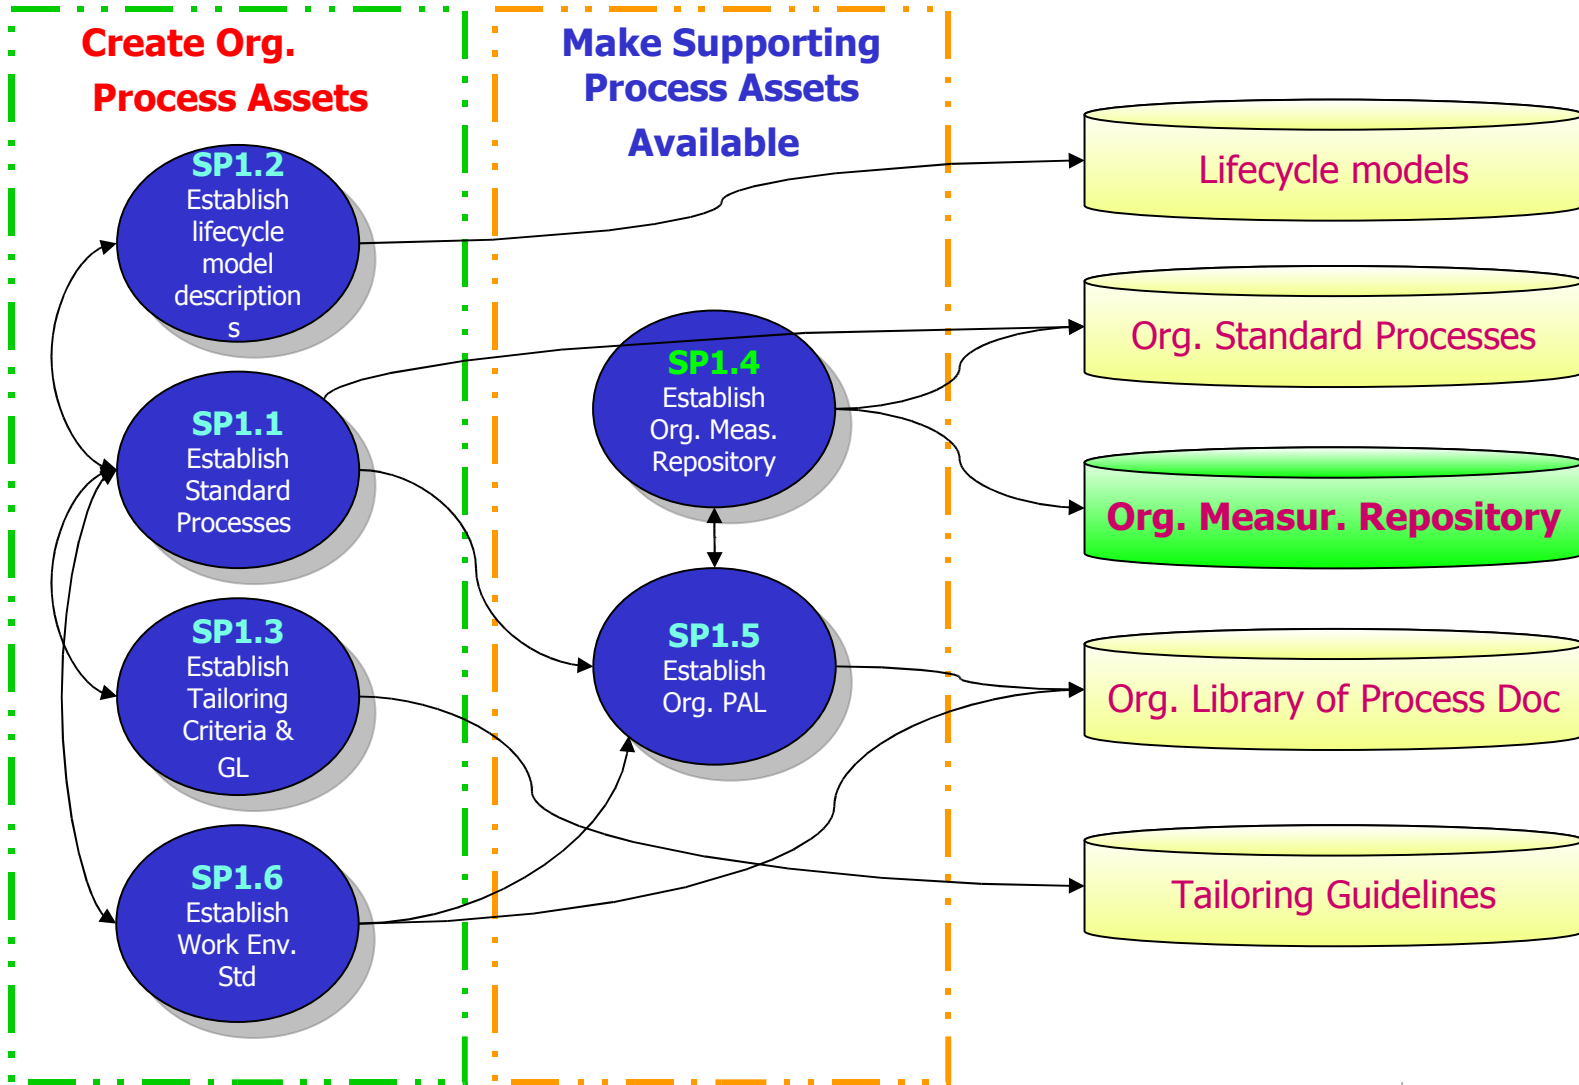 Create Org.
Process Assets
SP1.2
Establish
lifecycle
model
description
s
SP1.1
Establish
Standard
Processes
SP1.3
Establish
Tailoring
Criteria &
GL
SP1.6
Establish
Work Env.
Std
Make Supporting
Process Assets
Available
SP1.4
Establish
Org. Meas.
Repository
SP1.5
Establish
Org. PAL
Lifecycle models
Org. Standard Processes
Org. Measur. Repository
Org. Library of Process Doc
Tailoring Guidelines